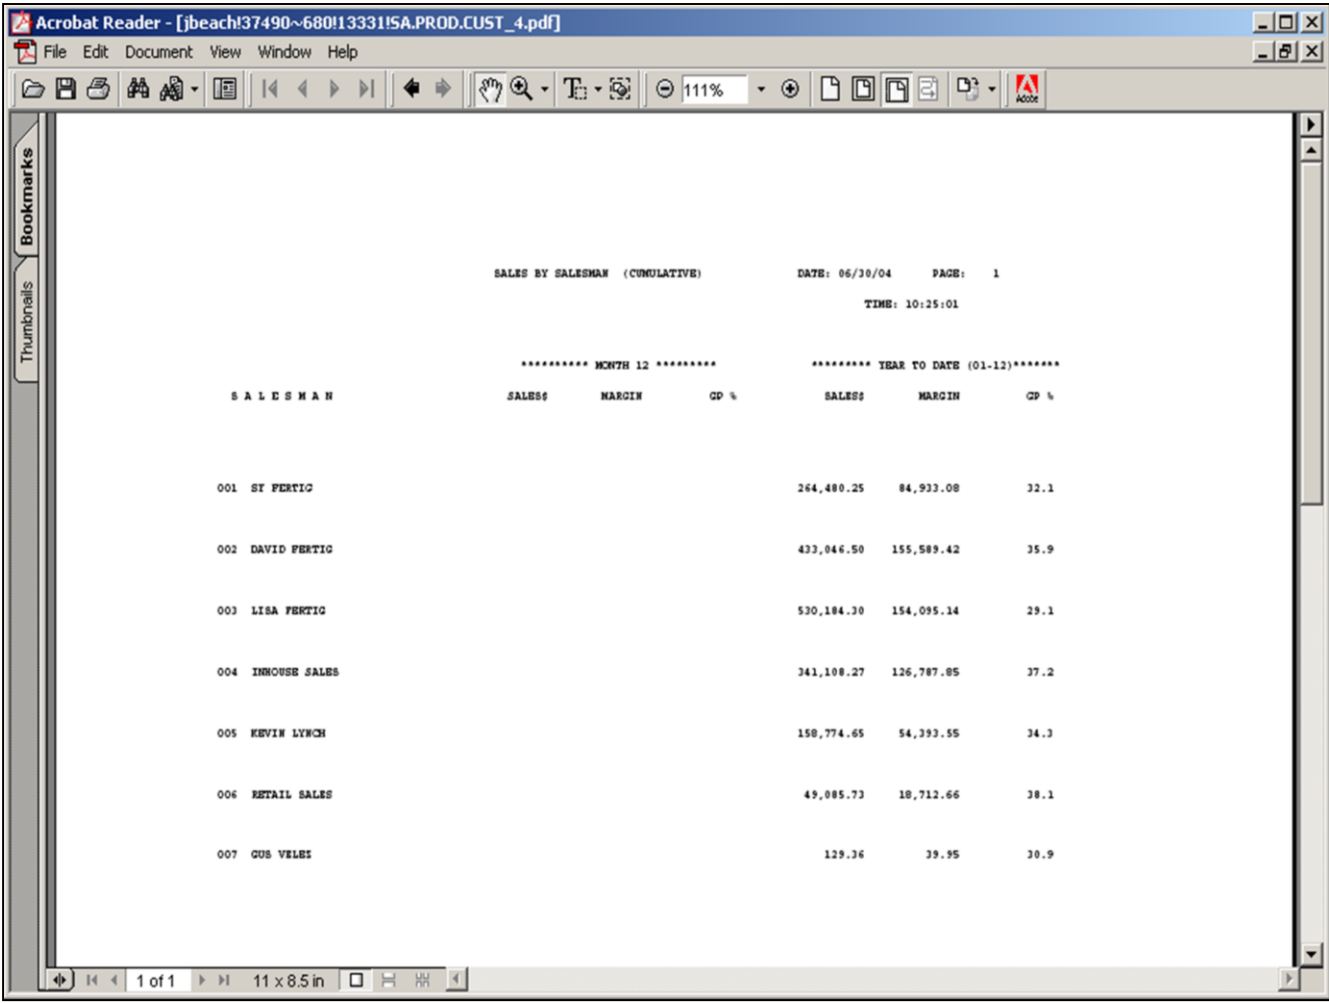 Acrobat Reader - [jbeach!37490~680!13331!SA.PROD.CUST_4.pdf]
File Edit Document View Window Help
111%
Adobe
Bookmarks
Thumbnails
SALES BY SALESMAN (CUMULATIVE) DATE: 06/30/04 PAGE: 1
TIME: 10:25:01
********** MONTH 12 ********* ********* YEAR TO DATE (01-12)*******
S A L E S M A N SALES$ MARGIN GP % SALES$ MARGIN GP %
001 SY FERTIG 264,480.25 84,933.08 32.1
002 DAVID FERTIG 433,046.50 155,589.42 35.9
003 LISA FERTIG 530,184.30 154,095.14 29.1
004 INHOUSE SALES 341,108.27 126,787.85 37.2
005 KEVIN LYNCH 158,774.65 54,393.55 34.3
006 RETAIL SALES 49,085.73 18,712.66 38.1
007 GUS VELEZ 129.36 39.95 30.9
1 of 1 11 x 8.5 in